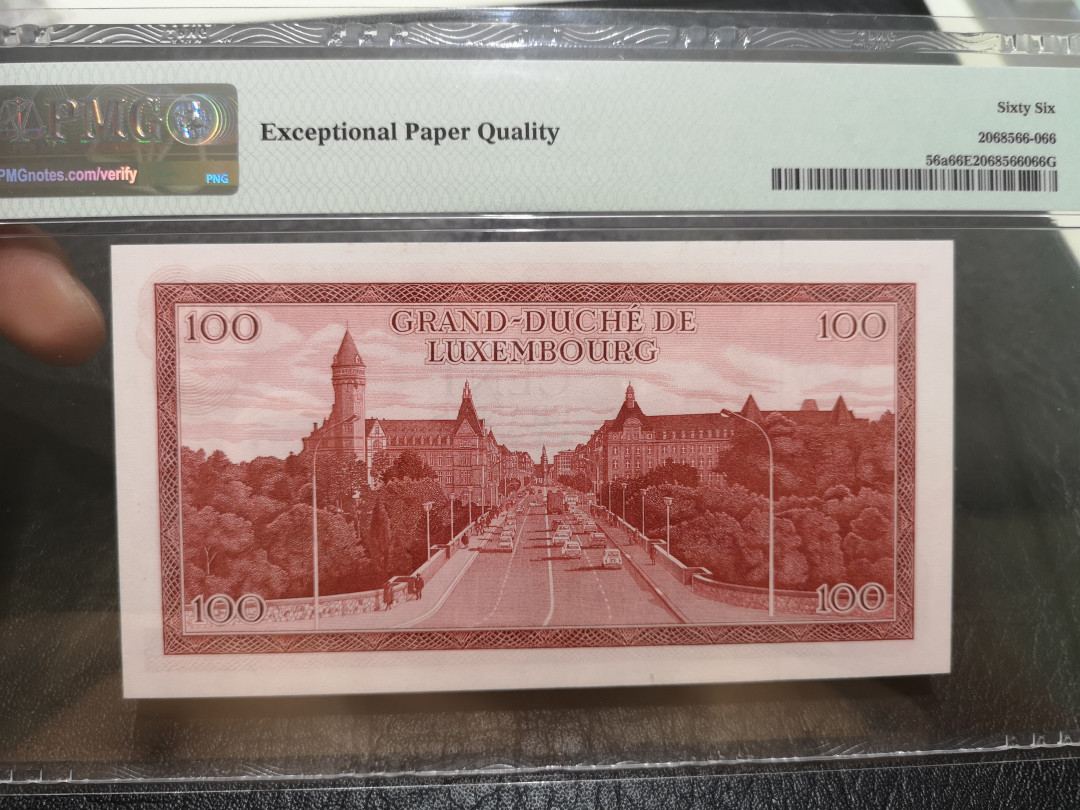 PMG
PMGnotes.com/verify
PNG
Exceptional Paper Quality
Sixty Six
2068566-066
56a66E2068566066G
100
GRAND-DUCHÉ DE
LUXEMBOURG
100
100
100